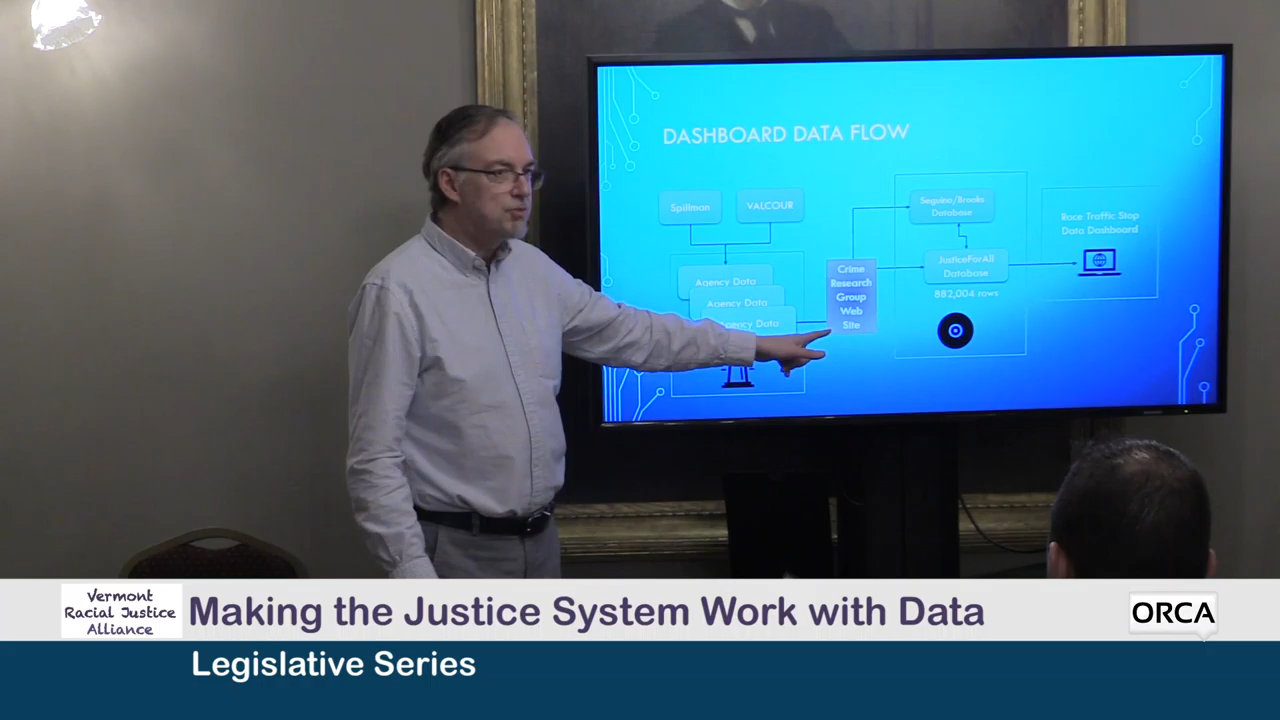 DASHBOARD DATA FLOW
Spillman
VALCOUR
Agency Data
Agency Data
Agency Data
Crime
Research
Group
Web
Site
Seguino/Brooks
Database
JusticeForAll
Database
882,004 rows
Race Traffic Stop
Data Dashboard
Vermont
Racial Justice
Alliance
Making the Justice System Work with Data
ORCA
Legislative Series